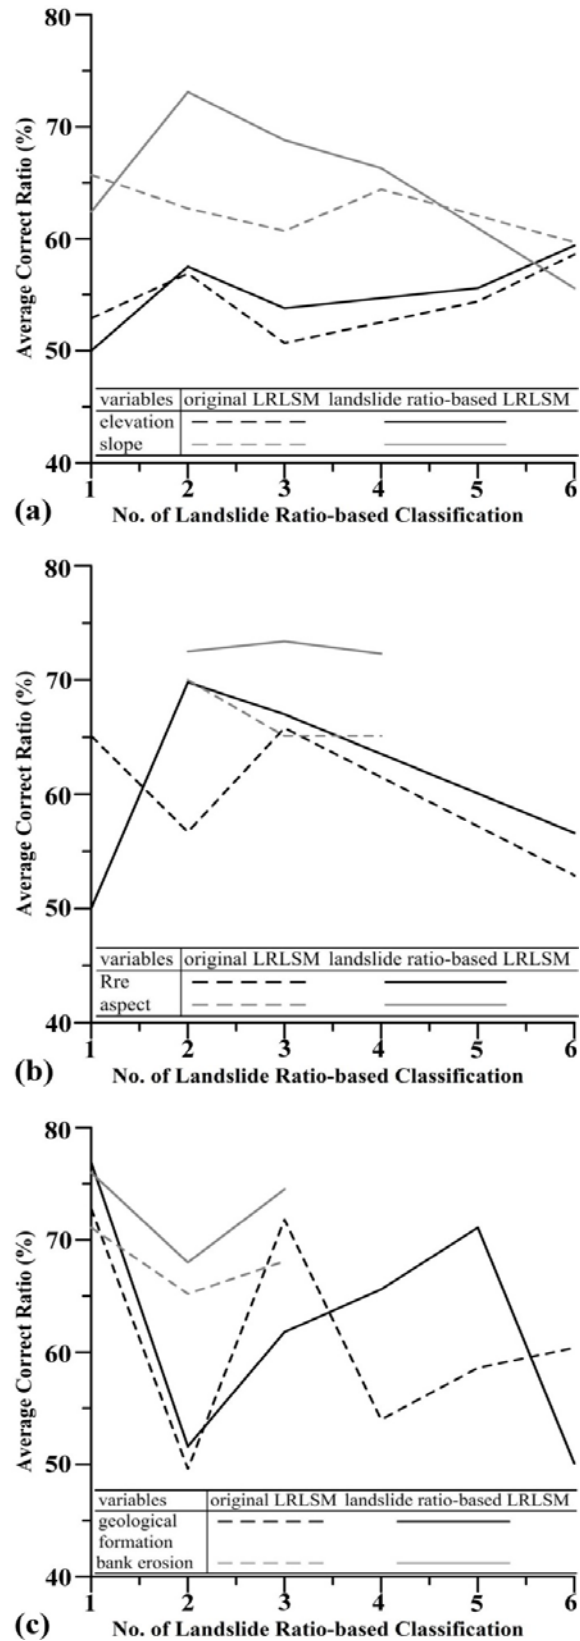 80
70
60
50
40
Average Correct Ratio (%)
variables original LRLSM landslide ratio-based LRLSM
elevation
slope
1 2 3 4 5 6
(a) No. of Landslide Ratio-based Classification
80
70
60
50
40
Average Correct Ratio (%)
variables original LRLSM landslide ratio-based LRLSM
Rre
aspect
1 2 3 4 5 6
(b) No. of Landslide Ratio-based Classification
80
70
60
50
40
Average Correct Ratio (%)
variables original LRLSM landslide ratio-based LRLSM
geological
formation
bank erosion
1 2 3 4 5 6
(c) No. of Landslide Ratio-based Classification